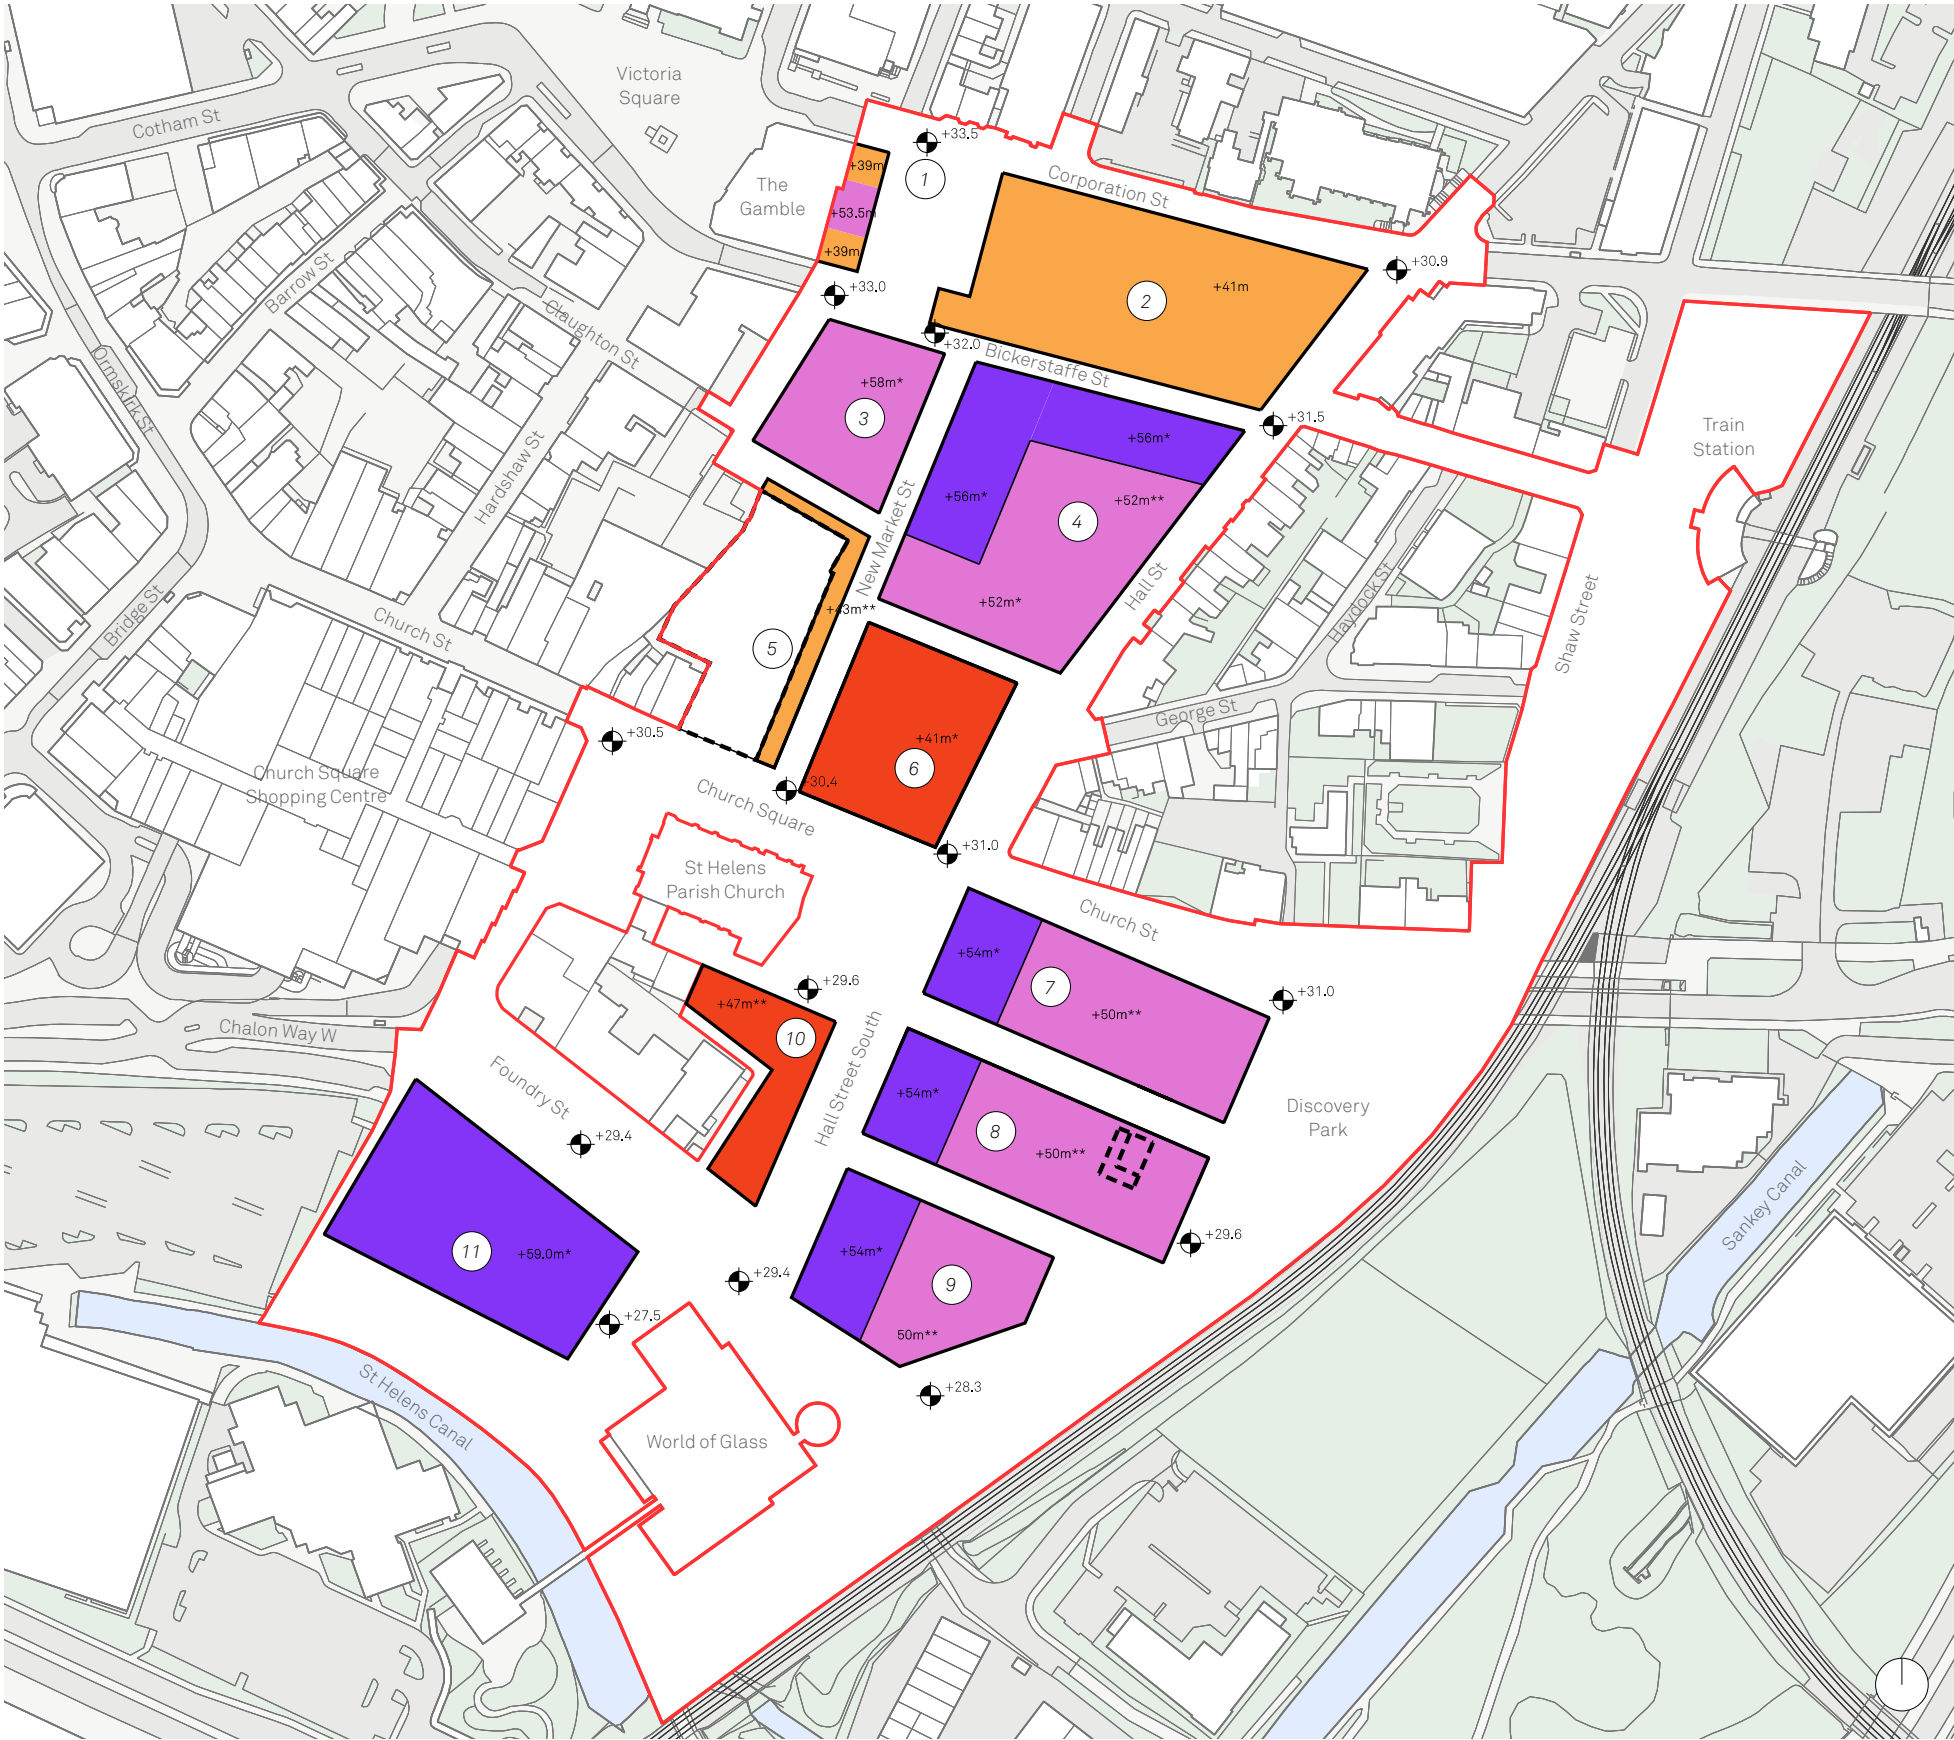 Victoria
Square
Cotham St
+33.5
1
+39m
The
Gamble
+53.5m
+39m
Corporation St
Barrow St
+33.0
+30.9
2
+41m
Claughton St
+32.0
Bickerstaffe St
Ormskirk St
+58m*
3
+31.5
Train
Station
+56m*
Hardshaw St
+56m*
+52m**
4
New Market St
Hall St
Haydock St
+52m*
+43m**
5
Bridge St
Church St
Shaw Street
George St
+30.5
+41m*
6
Church Square
Shopping Centre
+30.4
Church Square
+31.0
St Helens
Parish Church
Church St
+54m*
7
+29.6
+31.0
+47m**
+50m**
10
Chalon Way W
Hall Street South
Foundry St
+54m*
Discovery
Park
8
+29.4
+50m**
Sankey Canal
+29.6
11
+59.0m*
+54m*
+29.4
9
+27.5
50m**
St Helens Canal
+28.3
World of Glass